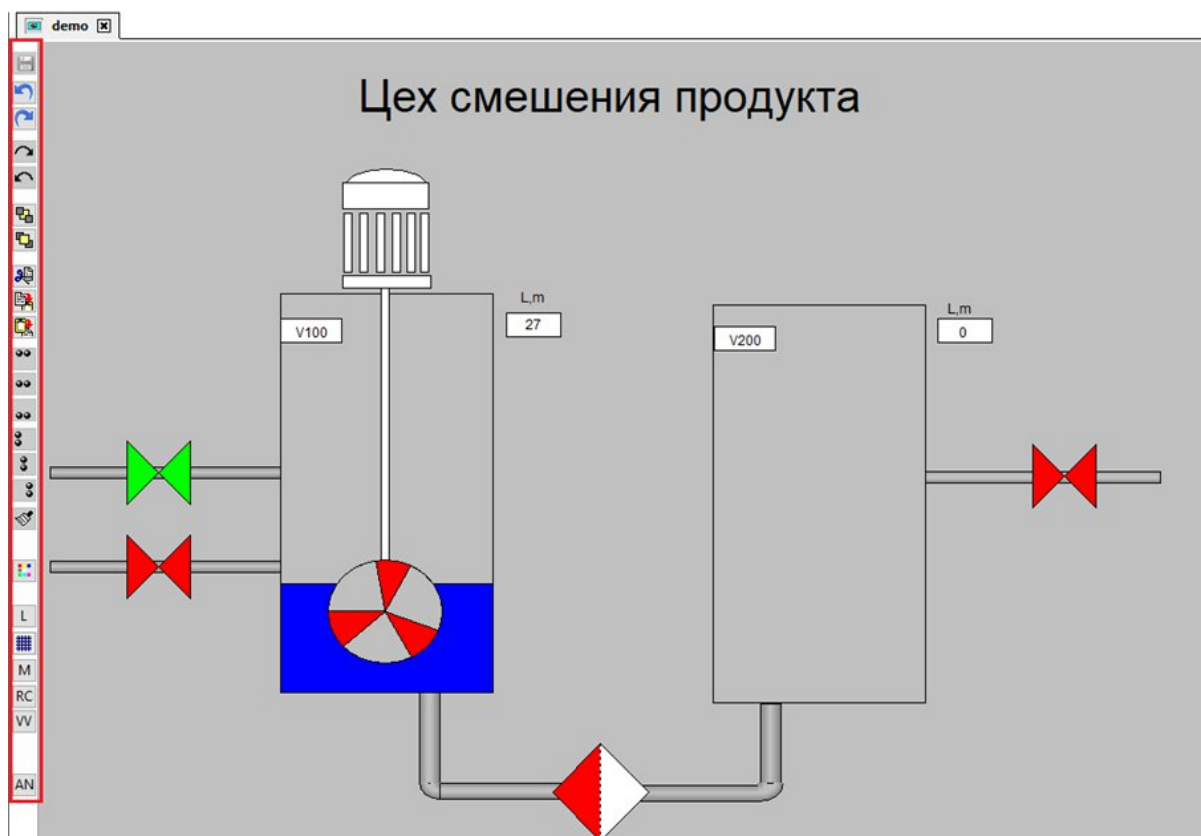 demo
Цех смешения продукта
L,m
27
V100
L,m
0
V200
L
M
RC
VV
AN